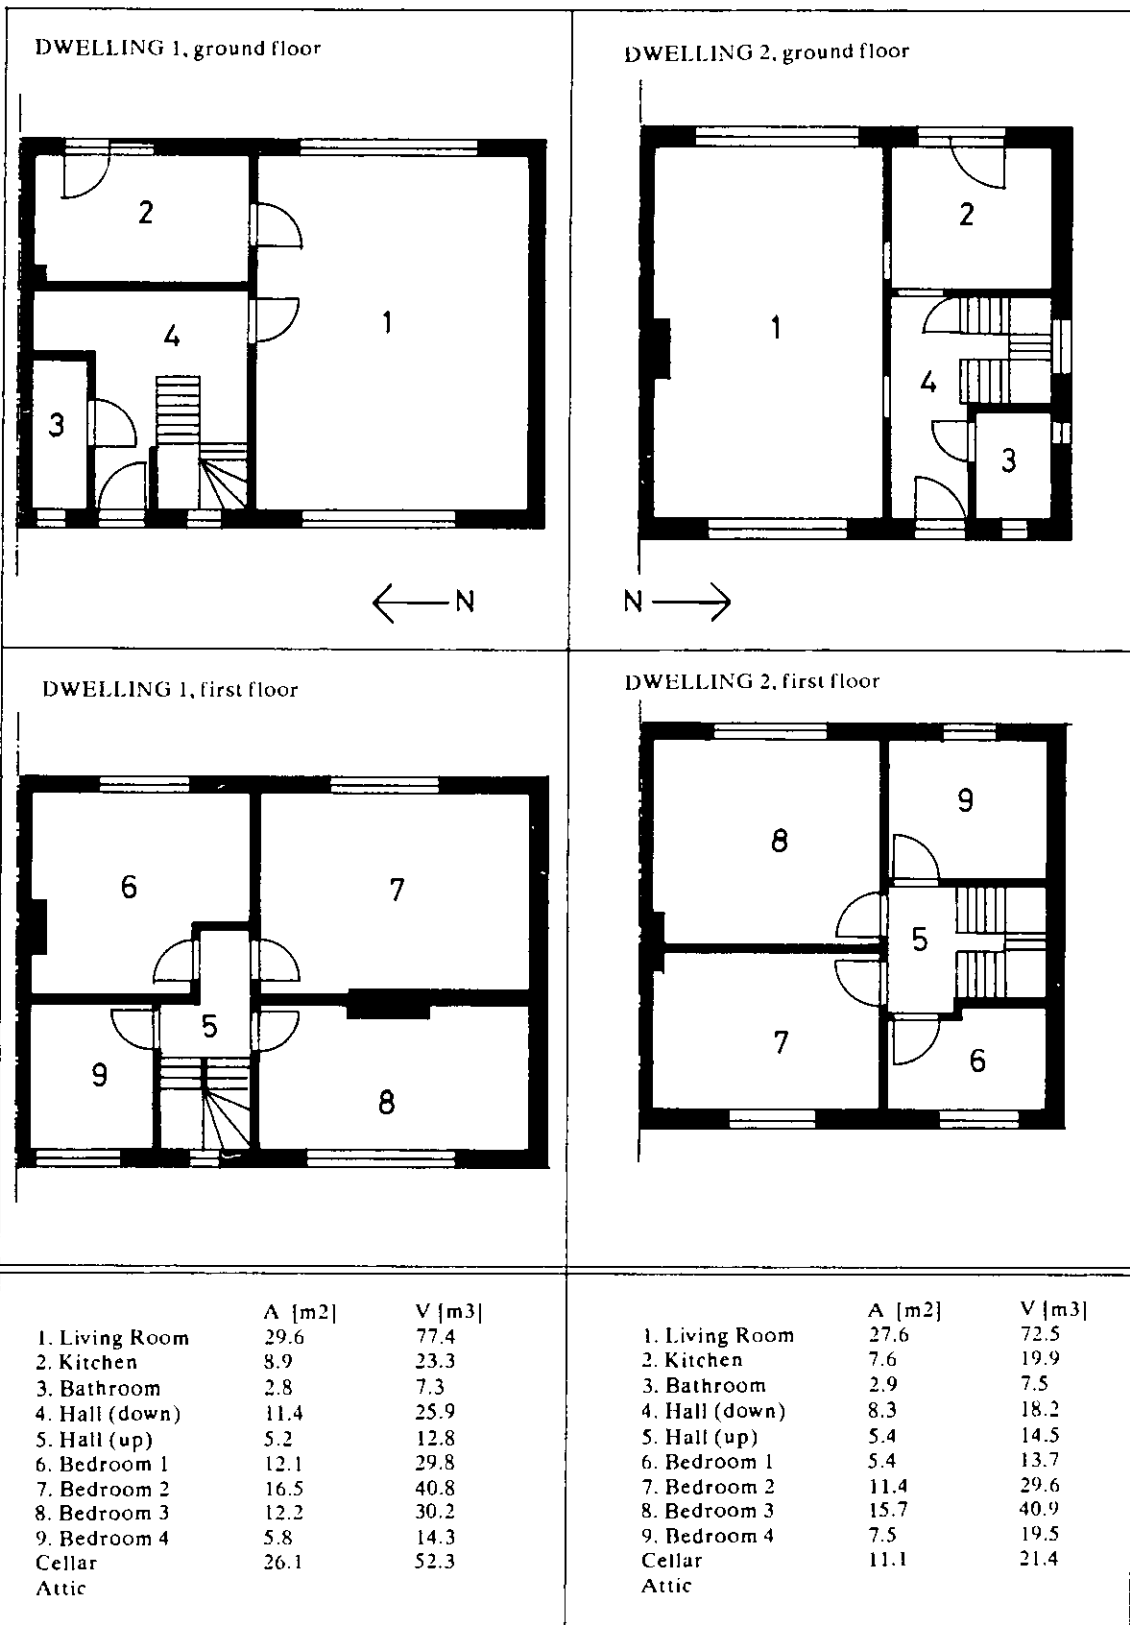 DWELLING 1, ground floor
2
1
4
3
N
DWELLING 2, ground floor
2
1
4
3
N
DWELLING 1, first floor
6
7
5
9
8
DWELLING 2, first floor
9
8
5
7
6
A [m2] V [m3]
1. Living Room 29.6 77.4
2. Kitchen 8.9 23.3
3. Bathroom 2.8 7.3
4. Hall (down) 11.4 25.9
5. Hall (up) 5.2 12.8
6. Bedroom 1 12.1 29.8
7. Bedroom 2 16.5 40.8
8. Bedroom 3 12.2 30.2
9. Bedroom 4 5.8 14.3
Cellar 26.1 52.3
Attic
A [m2] V [m3]
1. Living Room 27.6 72.5
2. Kitchen 7.6 19.9
3. Bathroom 2.9 7.5
4. Hall (down) 8.3 18.2
5. Hall (up) 5.4 14.5
6. Bedroom 1 5.4 13.7
7. Bedroom 2 11.4 29.6
8. Bedroom 3 15.7 40.9
9. Bedroom 4 7.5 19.5
Cellar 11.1 21.4
Attic